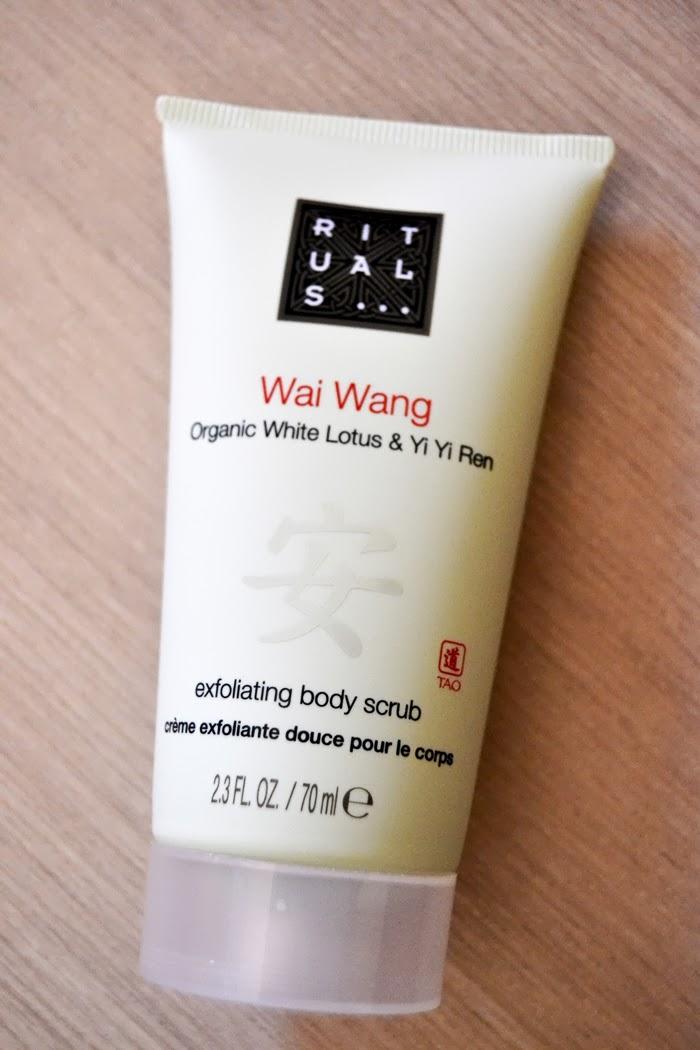 RIT
UAL
S...
Wai Wang
Organic White Lotus & Yi Yi Ren
安
道
TAO
exfoliating body scrub
crème exfoliante douce pour le corps
2.3 FL. OZ. / 70 ml ℮